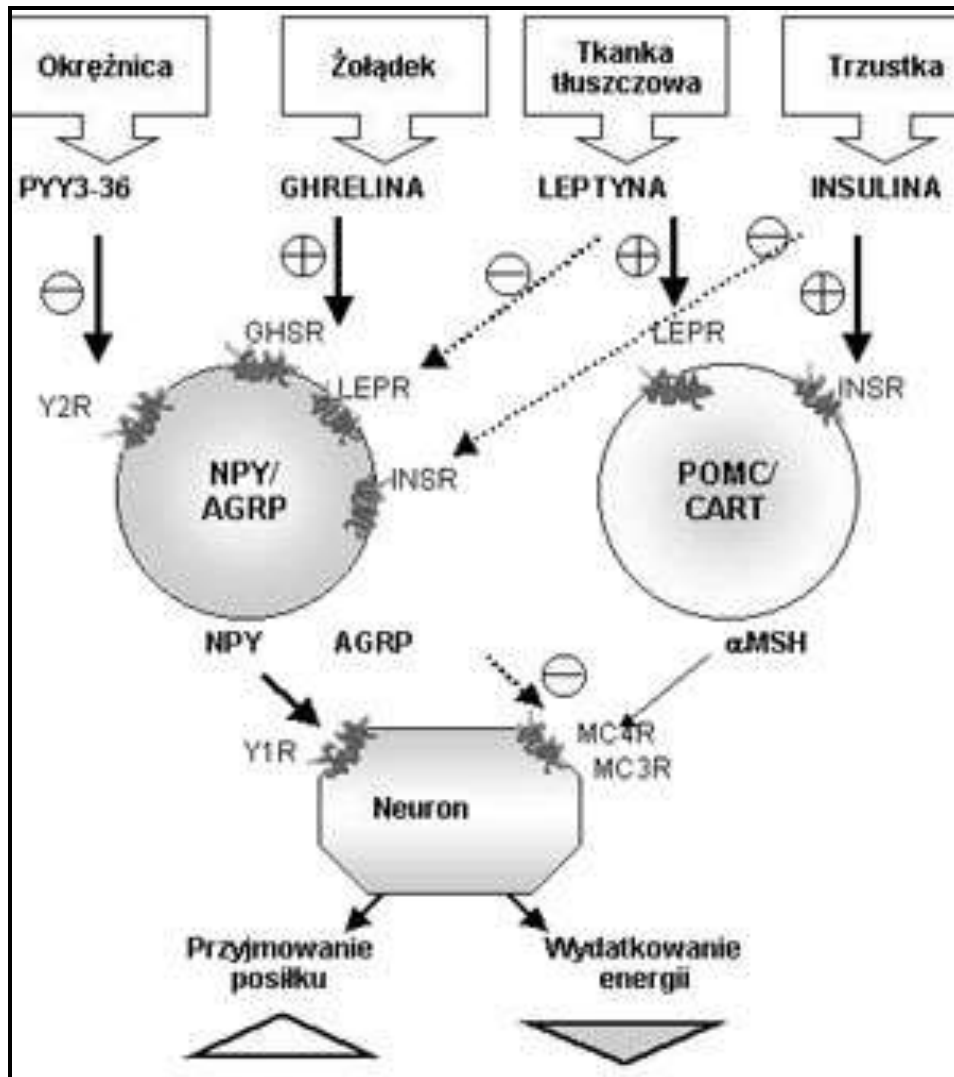 Okrężnica
Żołądek
Tkanka
tłuszczowa
Trzustka
PYY3-36
GHRELINA
LEPTYNA
INSULINA
GHSR
LEPR
LEPR
Y2R
INSR
INSR
NPY/
AGRP
POMC/
CART
NPY
AGRP
αMSH
Y1R
MC4R
MC3R
Neuron
Przyjmowanie
posiłku
Wydatkowanie
energii